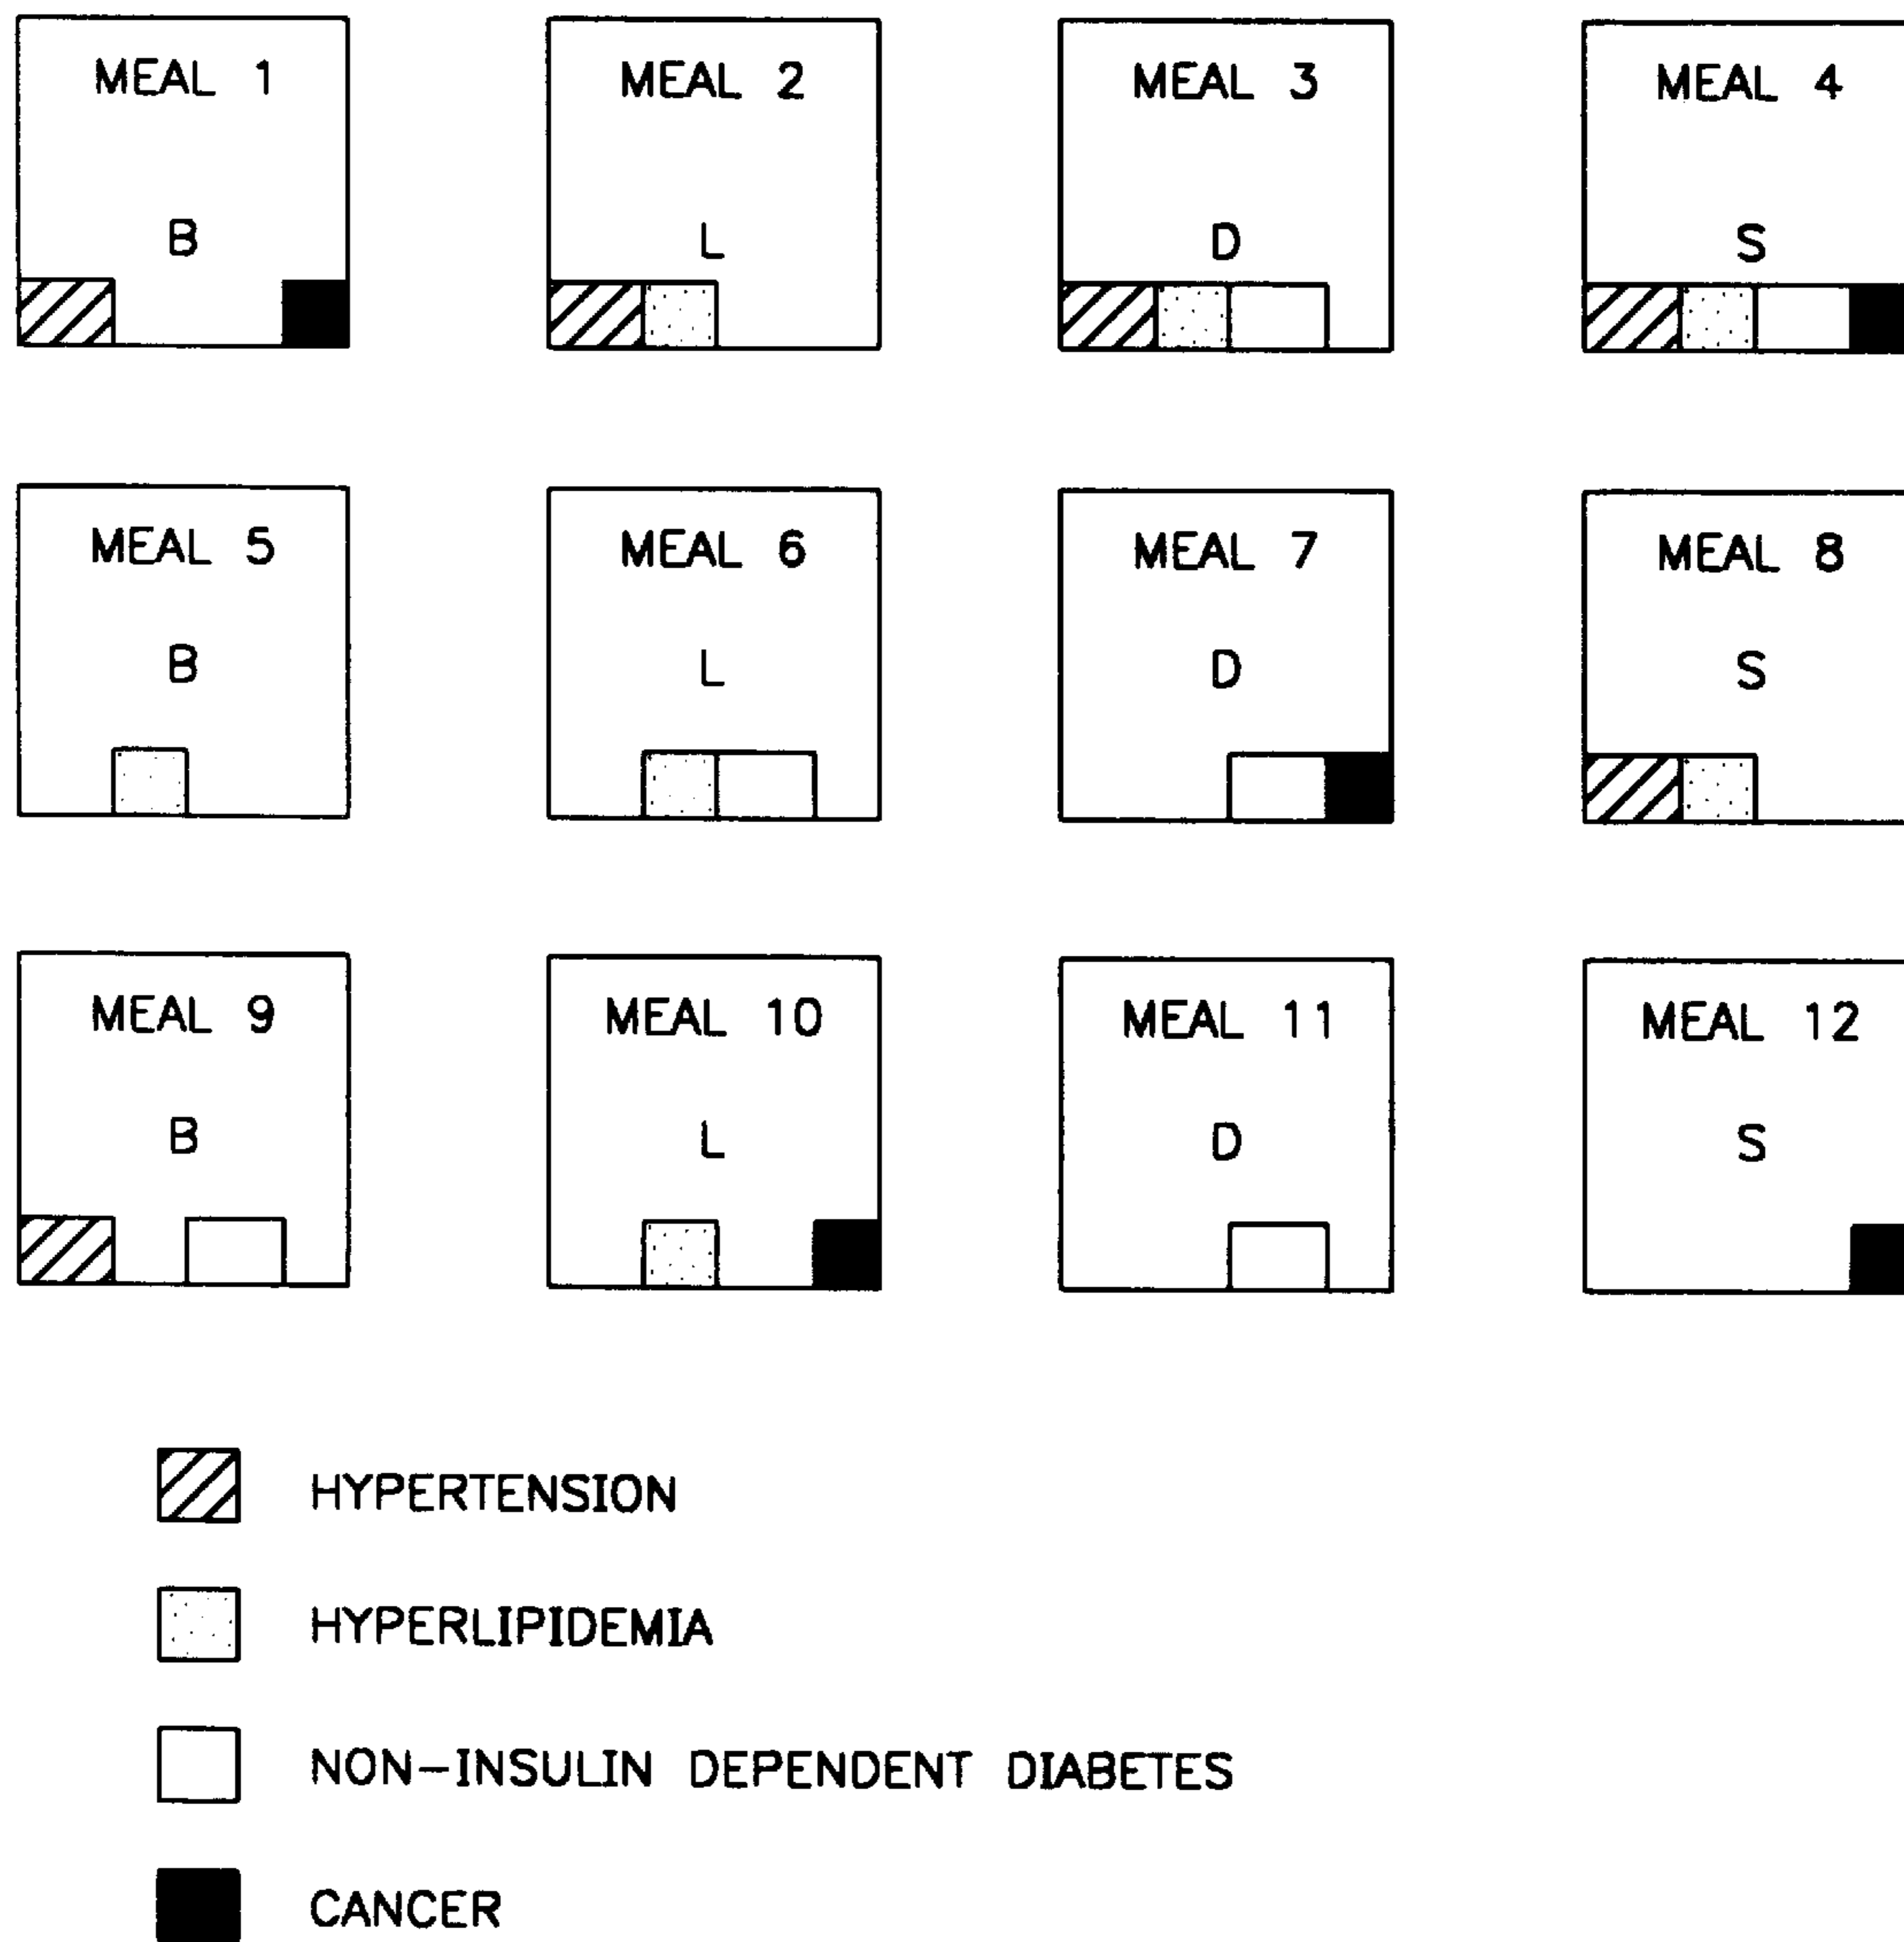 MEAL 1
B
MEAL 2
L
MEAL 3
D
MEAL 4
S
MEAL 5
B
MEAL 6
L
MEAL 7
D
MEAL 8
S
MEAL 9
B
MEAL 10
L
MEAL 11
D
MEAL 12
S
HYPERTENSION
HYPERLIPIDEMIA
NON-INSULIN DEPENDENT DIABETES
CANCER